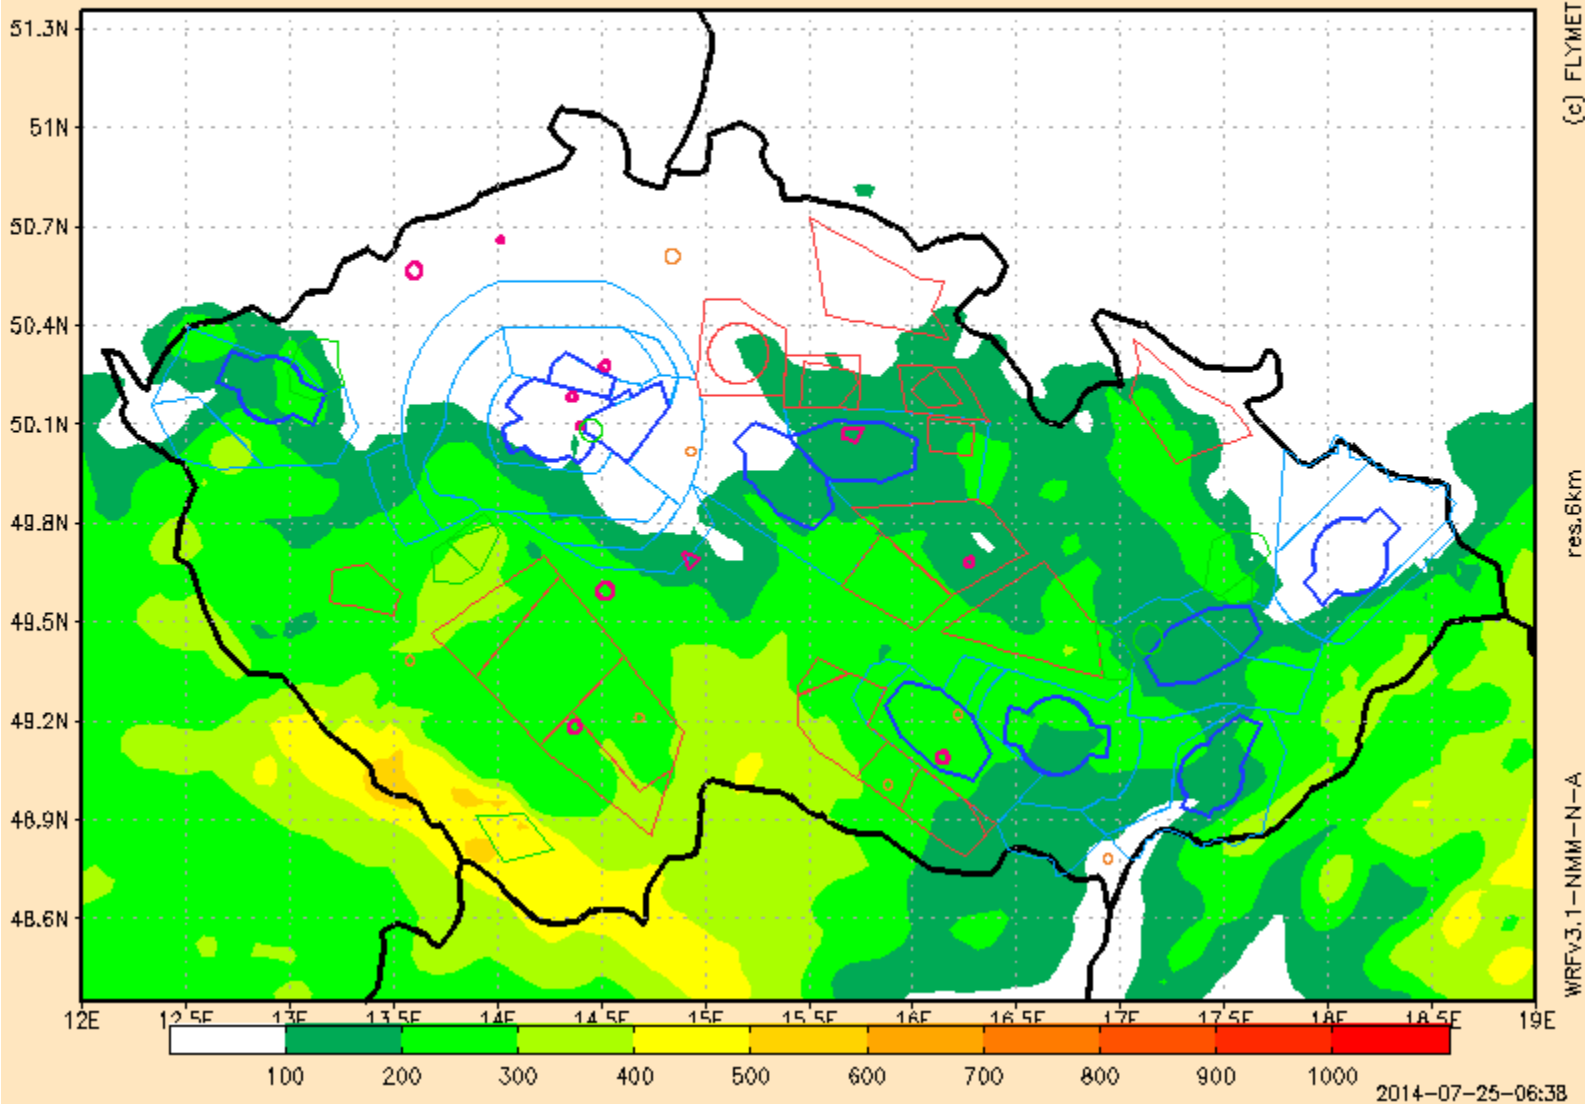 51.3N
51N
50.7N
50.4N
50.1N
49.8N
49.5N
49.2N
48.9N
48.6N
12E 12.5E 13E 13.5E 14E 14.5E 15E 15.5E 16E 16.5E 17E 17.5E 18E 18.5E 19E
100 200 300 400 500 600 700 800 900 1000
2014-07-25-06:38
(c) FLYMET
res.6km
WRFv3.1-NMM-N-A